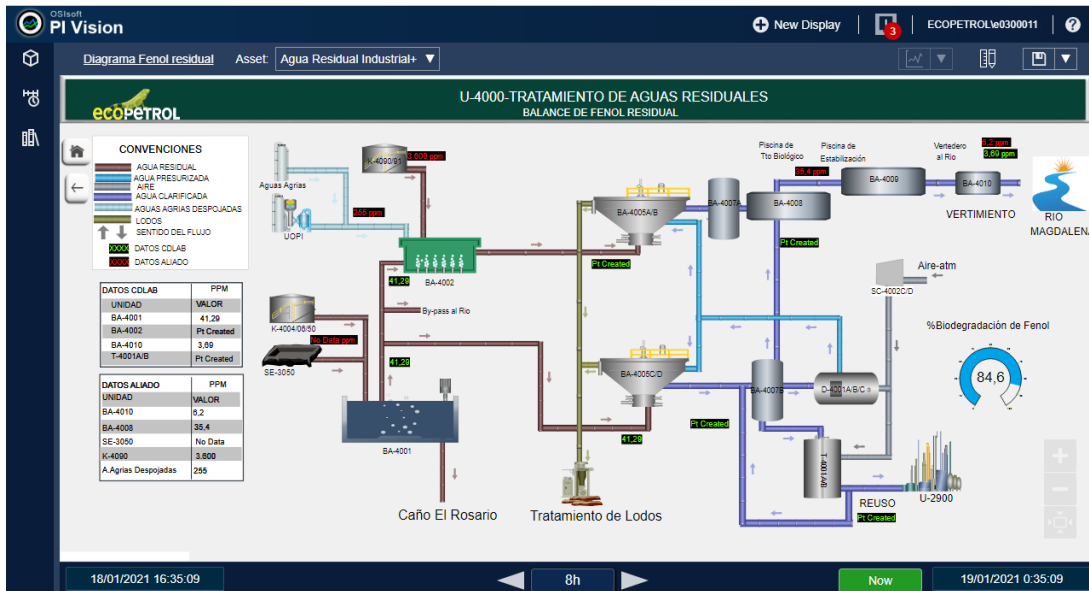 OSIsoft
PI Vision
New Display
3
ECOPETROL\e0300011
?
Diagrama Fenol residual
Asset:
Agua Residual Industrial+
ecoPETROL
U-4000-TRATAMIENTO DE AGUAS RESIDUALES
BALANCE DE FENOL RESIDUAL
CONVENCIONES
AGUA RESIDUAL
AGUA PRESURIZADA
AIRE
AGUA CLARIFICADA
AGUAS AGRIAS DESPOJADAS
LODOS
SENTIDO DEL FLUJO
XXXX DATOS CDLAB
XXXX DATOS ALIADO
DATOS CDLAB PPM
UNIDAD VALOR
BA-4001 41,29
BA-4002 Pt Created
BA-4010 3,69
T-4001A/B Pt Created
DATOS ALIADO PPM
UNIDAD VALOR
BA-4010 6,2
BA-4008 35,4
SE-3050 No Data
K-4090 3.600
A.Agrias Despojadas 255
Aguas Agrias
UOPI
K-4090/91
3.600 ppm
255 ppm
BA-4002
41,29
By-pass al Rio
K-4004/06/50
No Data ppm
SE-3050
41,29
BA-4001
Caño El Rosario
BA-4005A/B
Pt Created
BA-4005C/D
41,29
Tratamiento de Lodos
BA-4007A
Piscina de
Tto Biológico
35,4 ppm
BA-4008
Pt Created
Piscina de
Estabilización
BA-4009
Vertedero
al Rio
6,2 ppm
3,69 ppm
BA-4010
VERTIMIENTO
RIO
MAGDALENA
Aire-atm
SC-4002C/D
%Biodegradación de Fenol
84,6
BA-4007B
D-4001A/B/C
Pt Created
T-4001A/B
REUSO
Pt Created
U-2900
18/01/2021 16:35:09
8h
Now
19/01/2021 0:35:09